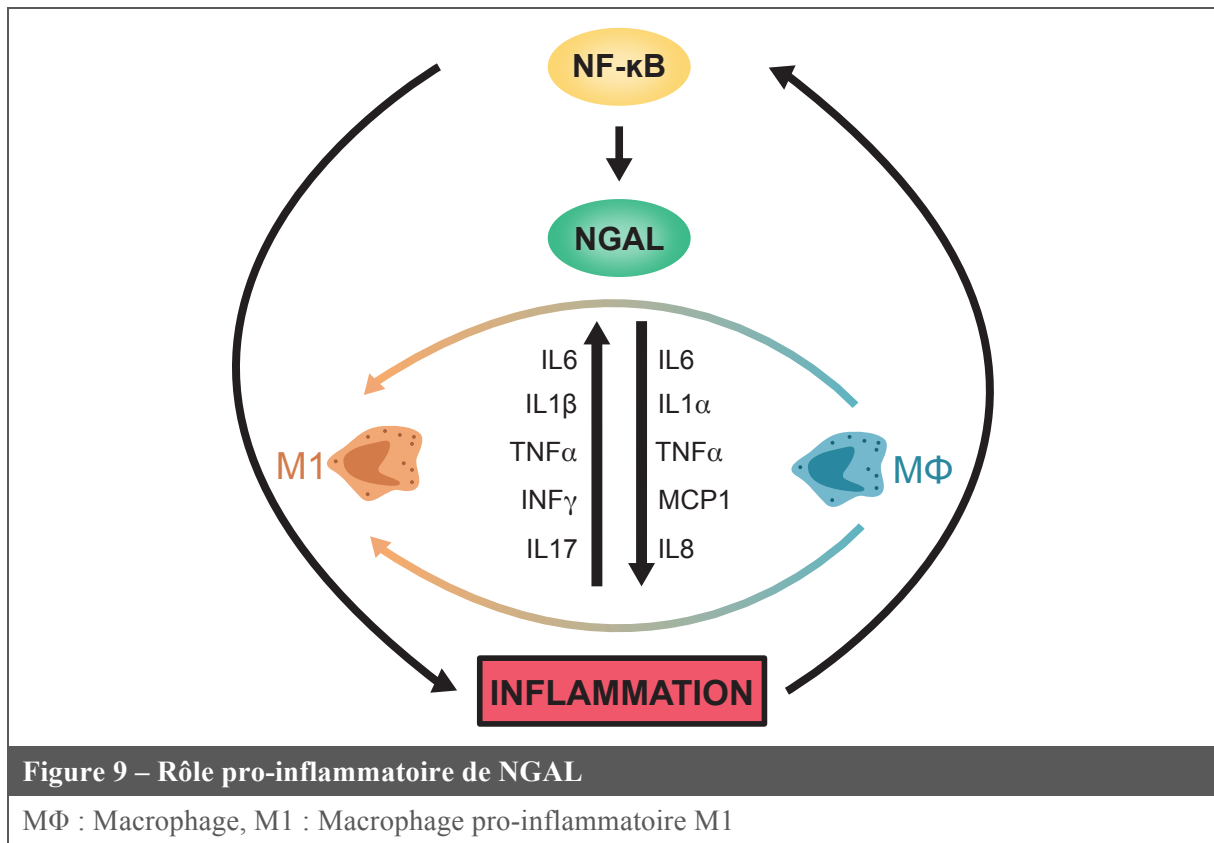 NF-κB
NGAL
IL6
IL1β
TNFα
INFγ
IL17
IL6
IL1α
TNFα
MCP1
IL8
M1
MΦ
INFLAMMATION
Figure 9 – Rôle pro-inflammatoire de NGAL
MΦ : Macrophage, M1 : Macrophage pro-inflammatoire M1